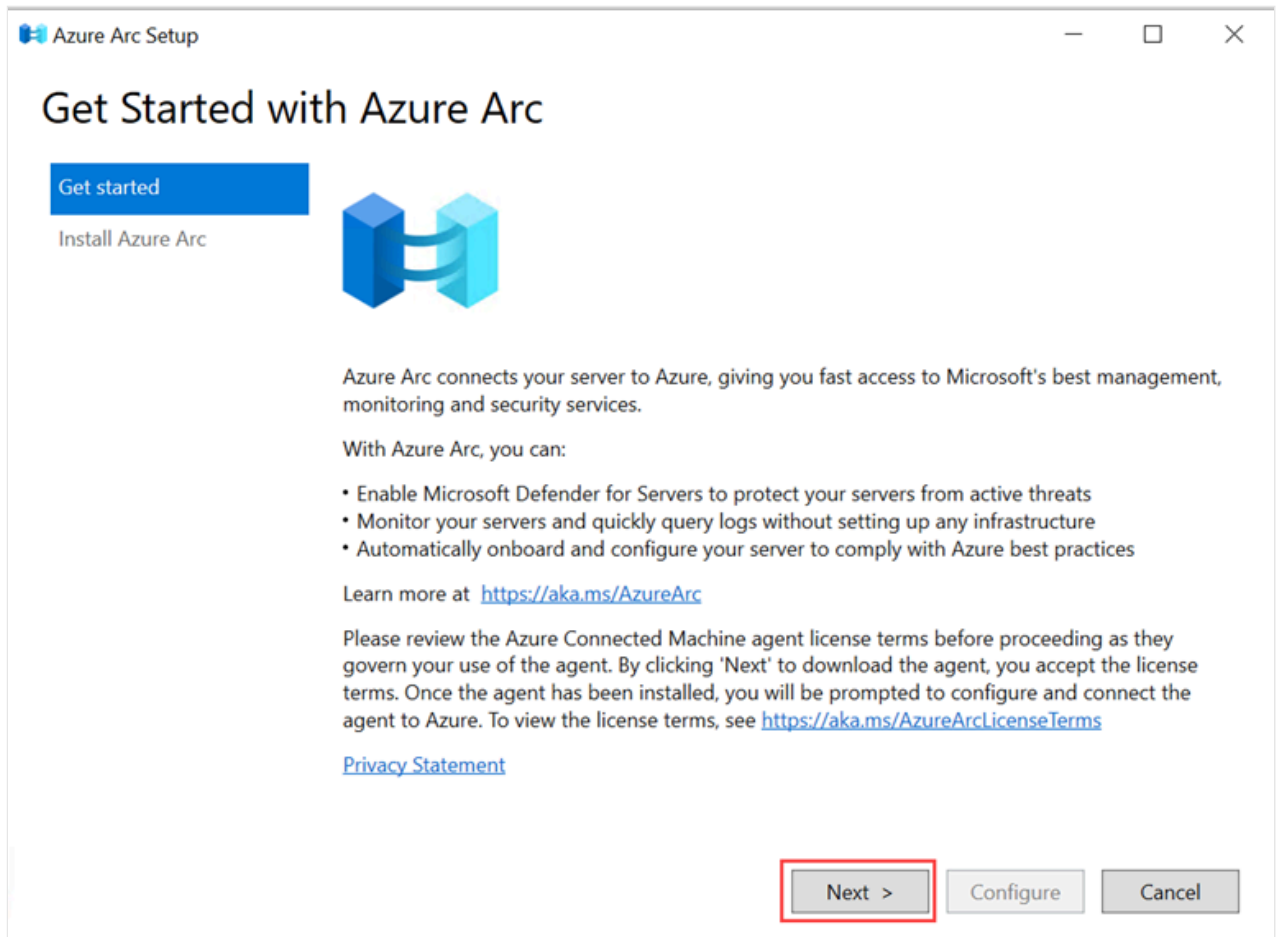 Azure Arc Setup
Get Started with Azure Arc
Get started
Install Azure Arc
Azure Arc connects your server to Azure, giving you fast access to Microsoft's best management,
monitoring and security services.
With Azure Arc, you can:
• Enable Microsoft Defender for Servers to protect your servers from active threats
• Monitor your servers and quickly query logs without setting up any infrastructure
• Automatically onboard and configure your server to comply with Azure best practices
Learn more at https://aka.ms/AzureArc
Please review the Azure Connected Machine agent license terms before proceeding as they
govern your use of the agent. By clicking 'Next' to download the agent, you accept the license
terms. Once the agent has been installed, you will be prompted to configure and connect the
agent to Azure. To view the license terms, see https://aka.ms/AzureArcLicenseTerms
Privacy Statement
Next > Configure Cancel